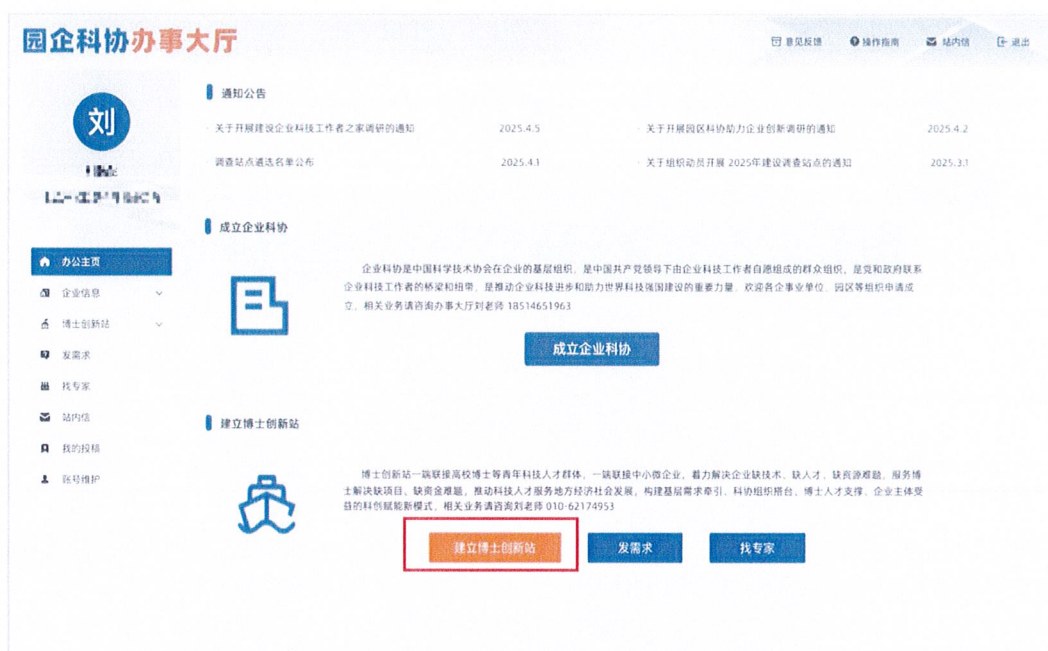 园企科协办事大厅
意见反馈 操作指南 站内信 退出
刘
通知公告
· 关于开展建设企业科技工作者之家调研的通知 2025.4.5 · 关于开展园区科协助力企业创新调研的通知 2025.4.2
· 调查站点遴选名单公布 2025.4.1 · 关于组织动员开展 2025年建设调查站点的通知 2025.3.1
成立企业科协
办公主页
企业信息
博士创新站
发需求
找专家
站内信
我的投稿
账号维护
企业科协是中国科学技术协会在企业的基层组织，是中国共产党领导下由企业科技工作者自愿组成的群众组织，是党和政府联系
企业科技工作者的桥梁和纽带，是推动企业科技进步和助力世界科技强国建设的重要力量，欢迎各企事业单位、园区等组织申请成
立，相关业务请咨询办事大厅刘老师 18514651963
成立企业科协
建立博士创新站
博士创新站一端联接高校博士等青年科技人才群体，一端联接中小微企业，着力解决企业缺技术、缺人才、缺资源难题，服务博
士解决缺项目、缺资金难题，推动科技人才服务地方经济社会发展，构建基层需求牵引、科协组织搭台、博士人才支撑、企业主体受
益的科创赋能新模式，相关业务请咨询刘老师 010-62174953
建立博士创新站 发需求 找专家